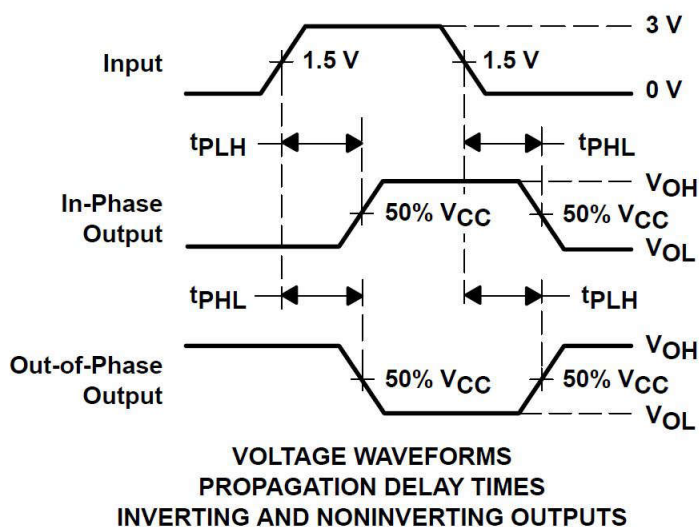 3 V
Input
1.5 V
1.5 V
0 V
tPLH
tPHL
In-Phase
Output
VOH
50% VCC
50% VCC
VOL
tPHL
tPLH
Out-of-Phase
Output
VOH
50% VCC
50% VCC
VOL
VOLTAGE WAVEFORMS
PROPAGATION DELAY TIMES
INVERTING AND NONINVERTING OUTPUTS